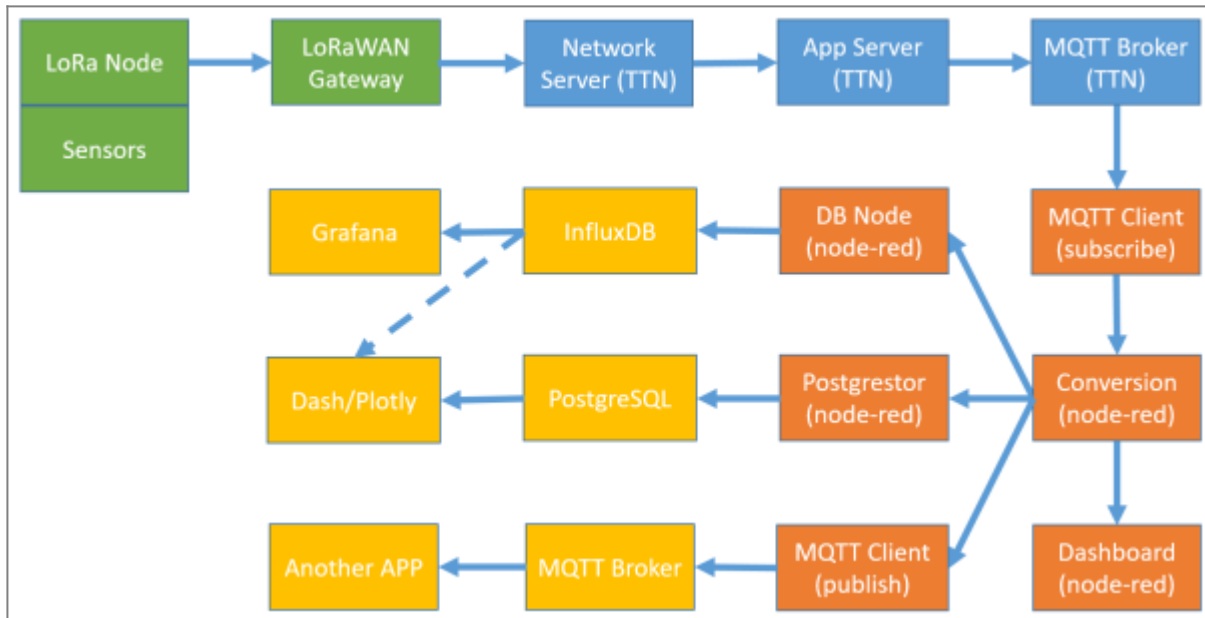 LoRa Node
Sensors
LoRaWAN
Gateway
Network
Server (TTN)
App Server
(TTN)
MQTT Broker
(TTN)
Grafana
InfluxDB
DB Node
(node-red)
MQTT Client
(subscribe)
Dash/Plotly
PostgreSQL
Postgrestor
(node-red)
Conversion
(node-red)
Another APP
MQTT Broker
MQTT Client
(publish)
Dashboard
(node-red)